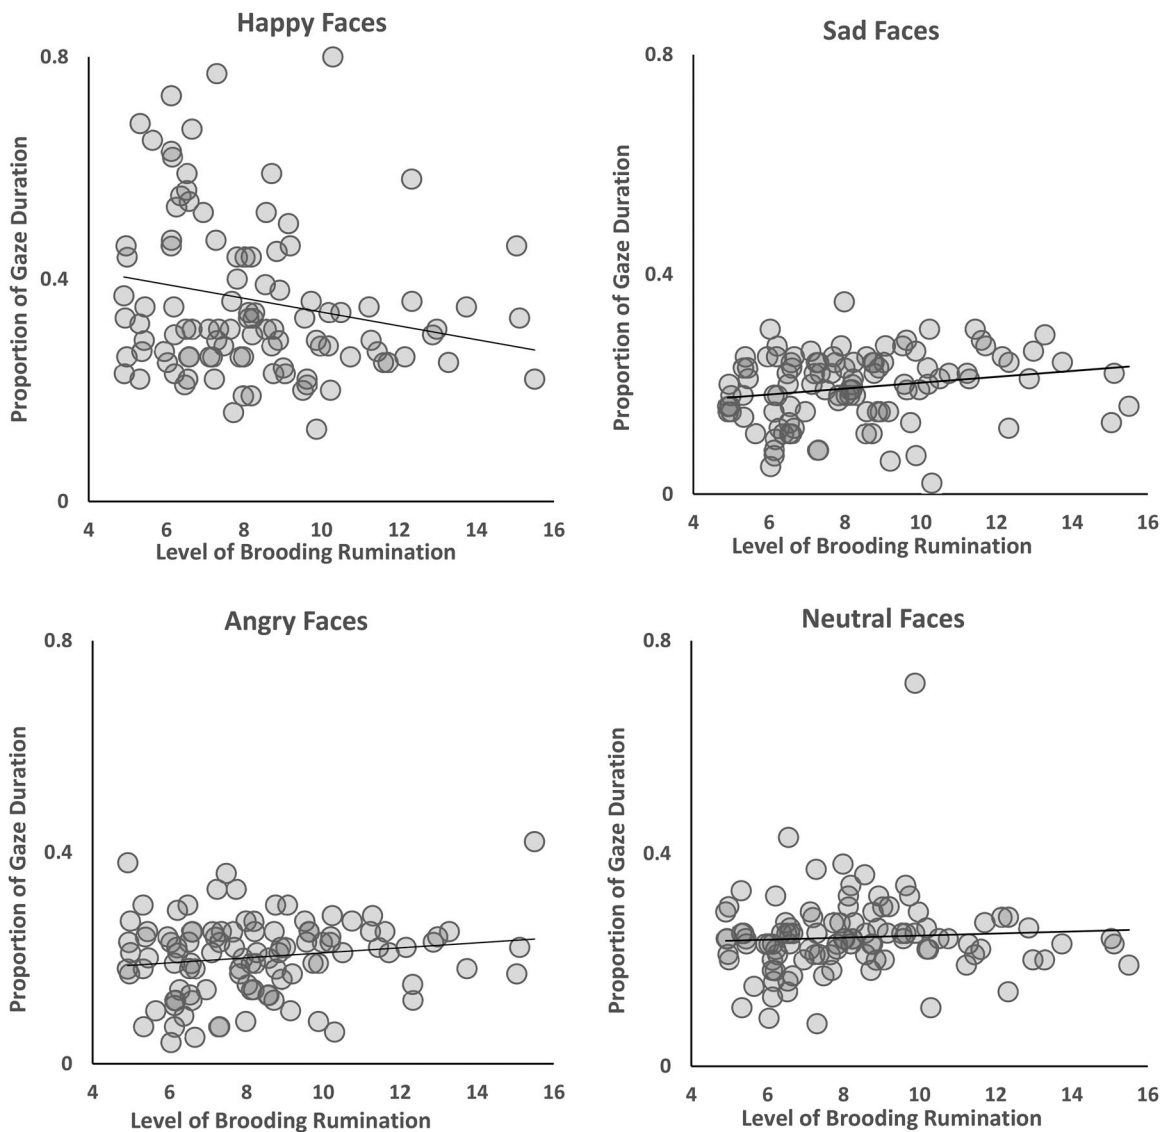 Happy Faces
Proportion of Gaze Duration
0.8
0.4
0
4 6 8 10 12 14 16
Level of Brooding Rumination
Sad Faces
Proportion of Gaze Duration
0.8
0.4
0
4 6 8 10 12 14 16
Level of Brooding Rumination
Angry Faces
Proportion of Gaze Duration
0.8
0.4
0
4 6 8 10 12 14 16
Level of Brooding Rumination
Neutral Faces
Proportion of Gaze Duration
0.8
0.4
0
4 6 8 10 12 14 16
Level of Brooding Rumination